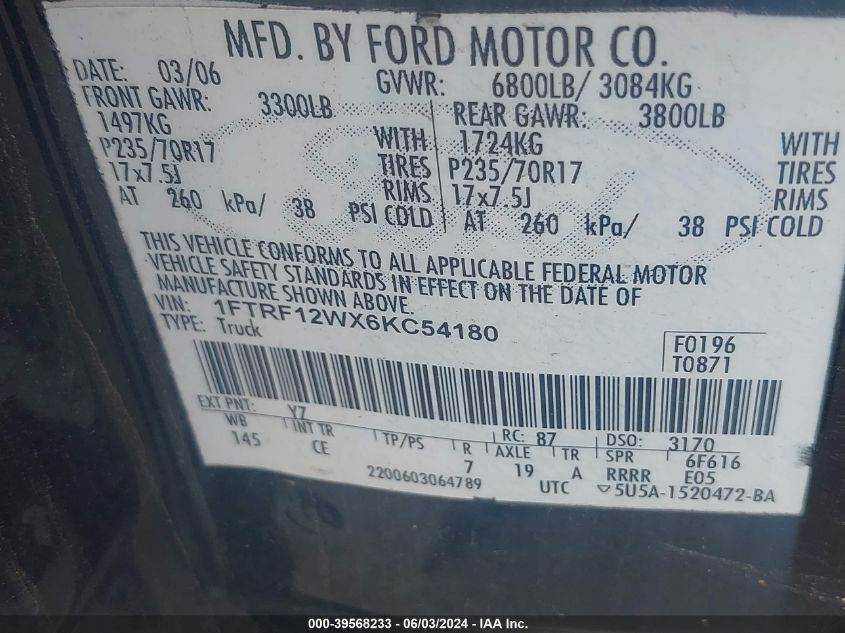 MFD. BY FORD MOTOR CO.
DATE: 03/06 GVWR: 6800LB/ 3084KG
FRONT GAWR: 3300LB REAR GAWR: 3800LB
1497KG WITH 1724KG WITH
P235/70R17 TIRES P235/70R17 TIRES
17x7.5J RIMS 17x7.5J RIMS
AT 260 kPa/ 38 PSI COLD AT 260 kPa/ 38 PSI COLD
THIS VEHICLE CONFORMS TO ALL APPLICABLE FEDERAL MOTOR
VEHICLE SAFETY STANDARDS IN EFFECT ON THE DATE OF
MANUFACTURE SHOWN ABOVE.
VIN: 1FTRF12WX6KC54180
TYPE: Truck
F0196
T0871
EXT PNT: YZ RC: 87 DSO: 3170
WB INT TR TP/PS R AXLE TR SPR 6F616
145 CE 7 19 A RRRR E05
2200603064789 UTC ▽5U5A-1520472-BA
000-39568233 - 06/03/2024 - IAA Inc.